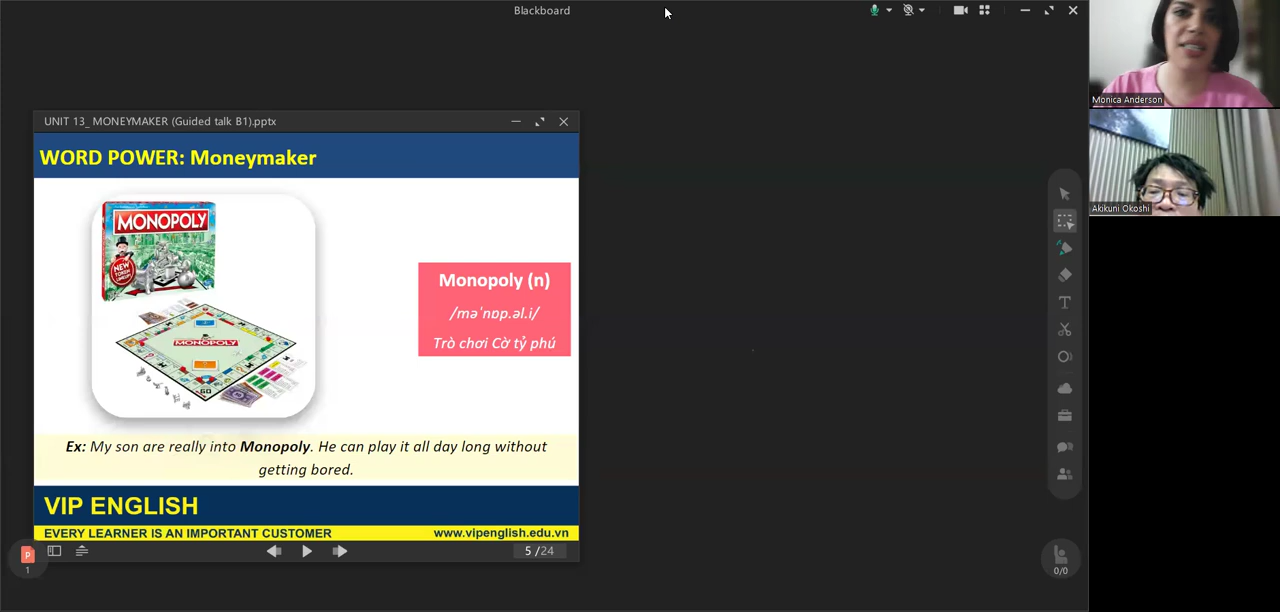 Blackboard
Monica Anderson
Akikuni Okoshi
UNIT 13_ MONEYMAKER (Guided talk B1).pptx
WORD POWER: Moneymaker
MONOPOLY
NEW
MONOPOLY
GO
Monopoly (n)
/məˈnɒp.əl.i/
Trò chơi Cờ tỷ phú
Ex: My son are really into Monopoly. He can play it all day long without
getting bored.
VIP ENGLISH
EVERY LEARNER IS AN IMPORTANT CUSTOMER
www.vipenglish.edu.vn
5 /24
P
1
T
0/0